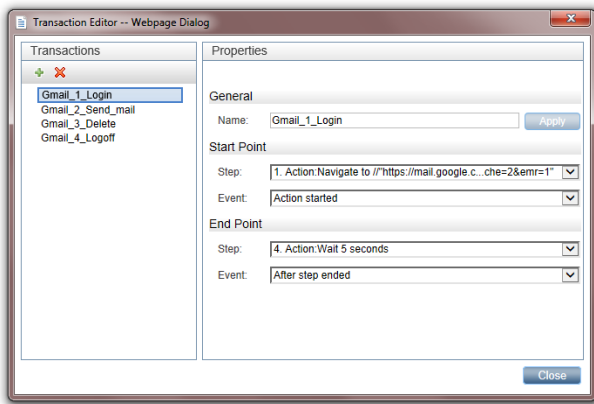 Transaction Editor -- Webpage Dialog
Transactions
Gmail_1_Login
Gmail_2_Send_mail
Gmail_3_Delete
Gmail_4_Logoff
Properties
General
Name: Gmail_1_Login Apply
Start Point
Step: 1. Action:Navigate to //"https://mail.google.c...che=2&emr=1"
Event: Action started
End Point
Step: 4. Action:Wait 5 seconds
Event: After step ended
Close